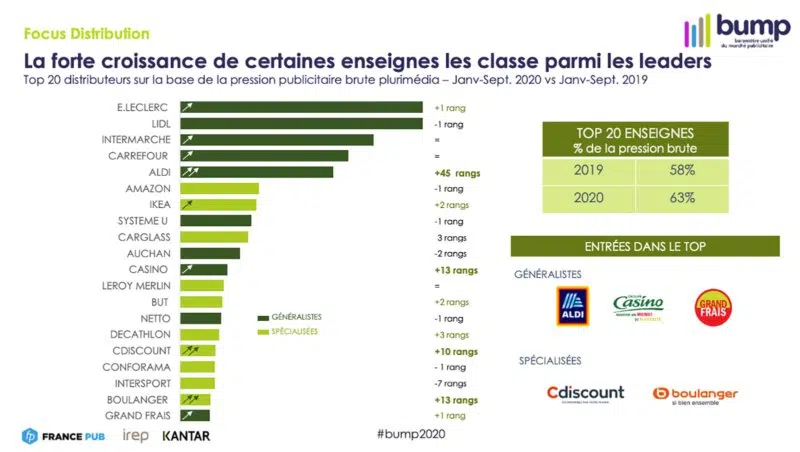 Focus Distribution
bump
baromètre unifié
du marché publicitaire
La forte croissance de certaines enseignes les classe parmi les leaders
Top 20 distributeurs sur la base de la pression publicitaire brute plurimédia – Janv-Sept. 2020 vs Janv-Sept. 2019
E.LECLERC +1 rang
LIDL -1 rang
INTERMARCHE =
CARREFOUR =
ALDI +45 rangs
AMAZON -1 rang
IKEA +2 rangs
SYSTEME U -1 rang
CARGLASS 3 rangs
AUCHAN -2 rangs
CASINO +13 rangs
LEROY MERLIN =
BUT +2 rangs
NETTO -1 rang
DECATHLON +3 rangs
CDISCOUNT +10 rangs
CONFORAMA - 1 rang
INTERSPORT -7 rangs
BOULANGER +13 rangs
GRAND FRAIS +1 rang
GÉNÉRALISTES
SPÉCIALISÉES
TOP 20 ENSEIGNES
% de la pression brute
2019 58%
2020 63%
ENTRÉES DANS LE TOP
GÉNÉRALISTES
ALDI
Casino
GRAND
FRAIS
SPÉCIALISÉES
Cdiscount
boulanger
si bien ensemble
fp FRANCE PUB
irep
KANTAR
#bump2020